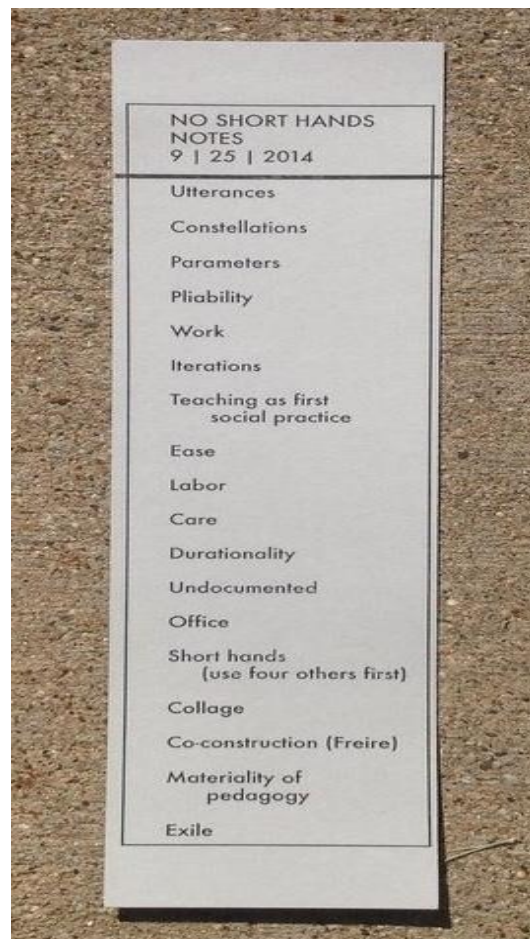 NO SHORT HANDS
NOTES
9 | 25 | 2014
Utterances
Constellations
Parameters
Pliability
Work
Iterations
Teaching as first
social practice
Ease
Labor
Care
Durationality
Undocumented
Office
Short hands
(use four others first)
Collage
Co-construction (Freire)
Materiality of
pedagogy
Exile